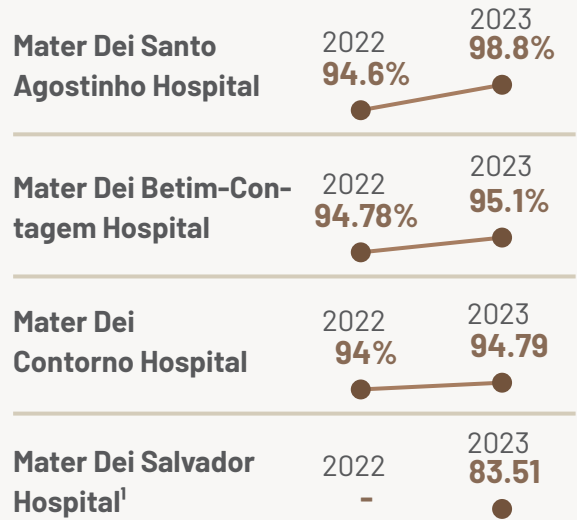 Mater Dei Santo
Agostinho Hospital
2022
94.6%
2023
98.8%
Mater Dei Betim-Con-
tagem Hospital
2022
94.78%
2023
95.1%
Mater Dei
Contorno Hospital
2022
94%
2023
94.79
Mater Dei Salvador
Hospital¹
2022
-
2023
83.51